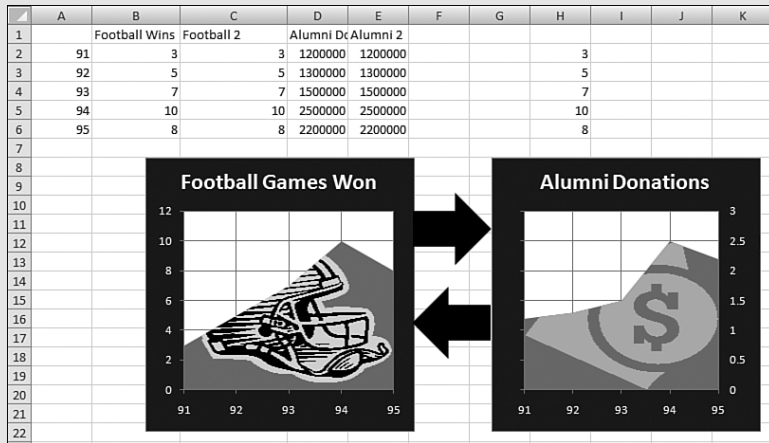 A B C D E F G H I J K
1 Football Wins Football 2 Alumni Do Alumni 2
2 91 3 3 1200000 1200000 3
3 92 5 5 1300000 1300000 5
4 93 7 7 1500000 1500000 7
5 94 10 10 2500000 2500000 10
6 95 8 8 2200000 2200000 8
7
8
9
10
11
12
13
14
15
16
17
18
19
20
21
22
Football Games Won
12
10
8
6
4
2
0
91 92 93 94 95
Alumni Donations
$
3
2.5
2
1.5
1
0.5
0
91 92 93 94 95